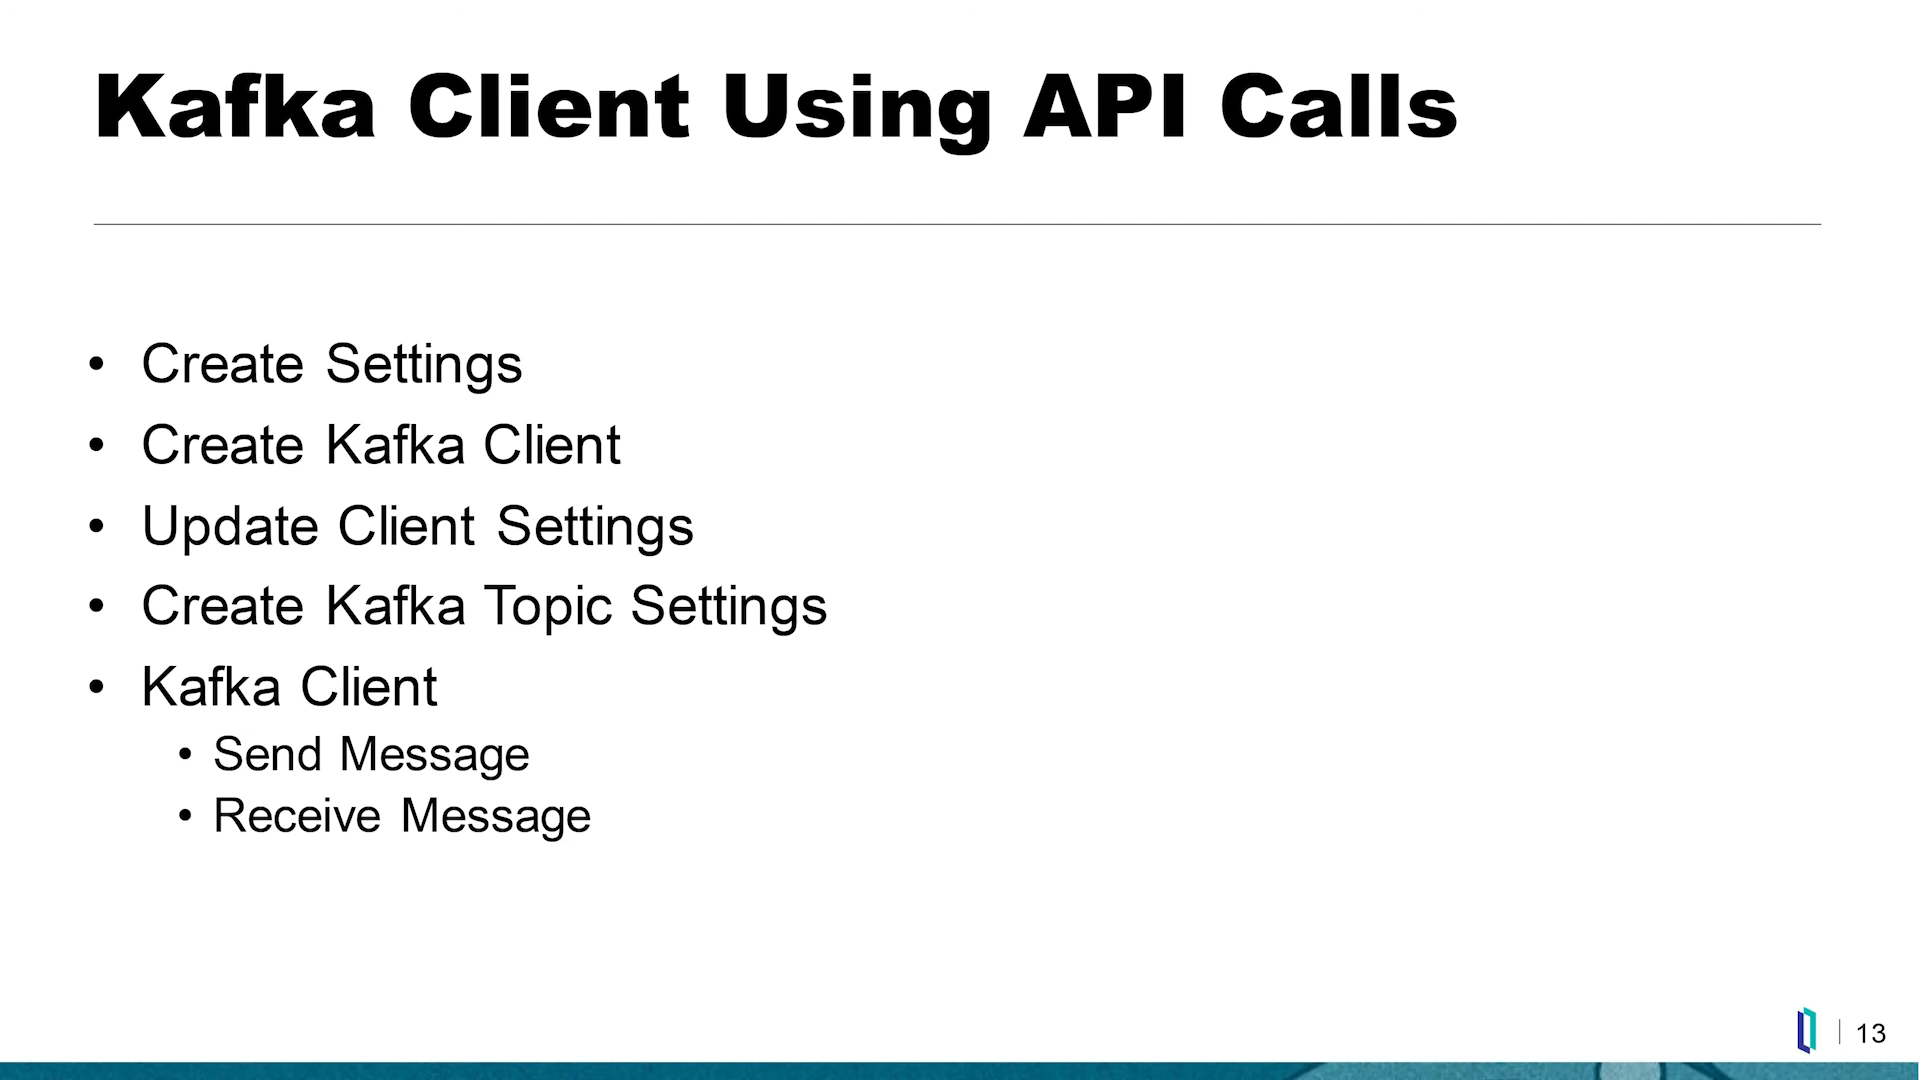 Kafka Client Using API Calls
• Create Settings
• Create Kafka Client
• Update Client Settings
• Create Kafka Topic Settings
• Kafka Client
• Send Message
• Receive Message
13